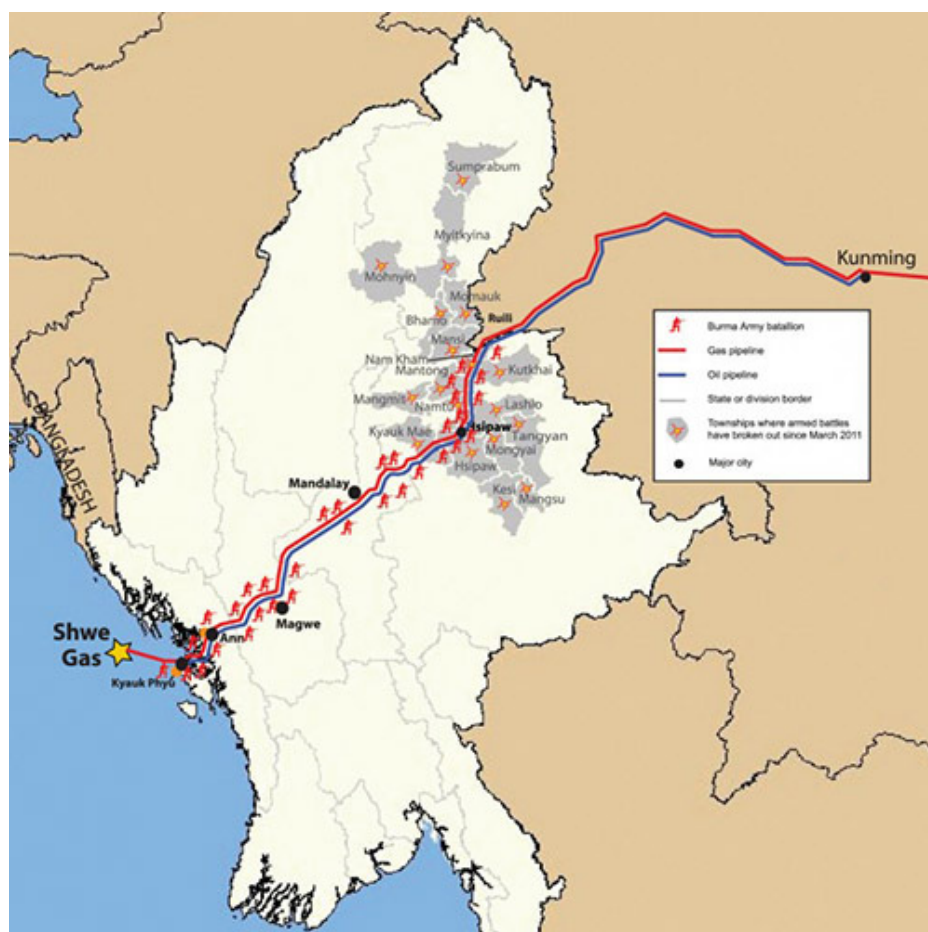 Sumprabum
Myitkyina
Mohnyin
Momauk
Bhamo
Ruili
Mansi
Nam Kham
Mantong
Kutkhai
Mangmit
Namtu
Lashio
Kyauk Mae
Hsipaw
Tangyan
Mongyai
Hsipaw
Kesi
Mangsu
Mandalay
Magwe
Ann
Shwe
Gas
Kyauk Phyu
BANGLADESH
Kunming
Burma Army batallion
Gas pipeline
Oil pipeline
State or division border
Townships where armed battles
have broken out since March 2011
Major city